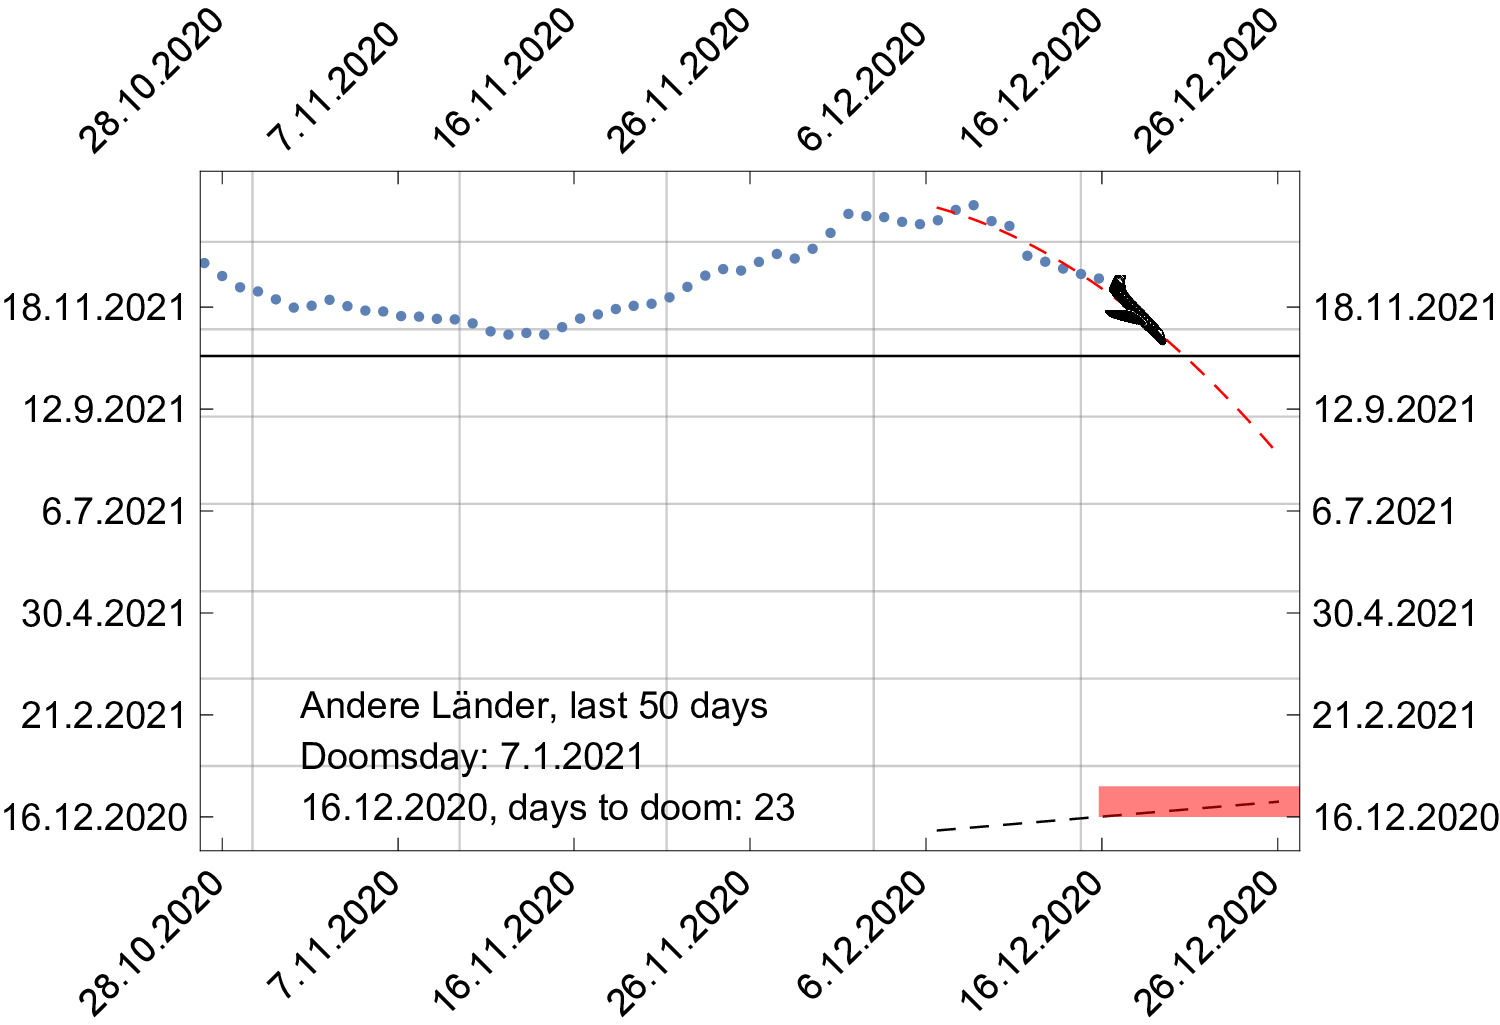 28.10.2020 7.11.2020 16.11.2020 26.11.2020 6.12.2020 16.12.2020 26.12.2020
18.11.2021 18.11.2021
12.9.2021 12.9.2021
6.7.2021 6.7.2021
30.4.2021 30.4.2021
Andere Länder, last 50 days
21.2.2021 21.2.2021
Doomsday: 7.1.2021
16.12.2020, days to doom: 23
16.12.2020 16.12.2020
28.10.2020 7.11.2020 16.11.2020 26.11.2020 6.12.2020 16.12.2020 26.12.2020